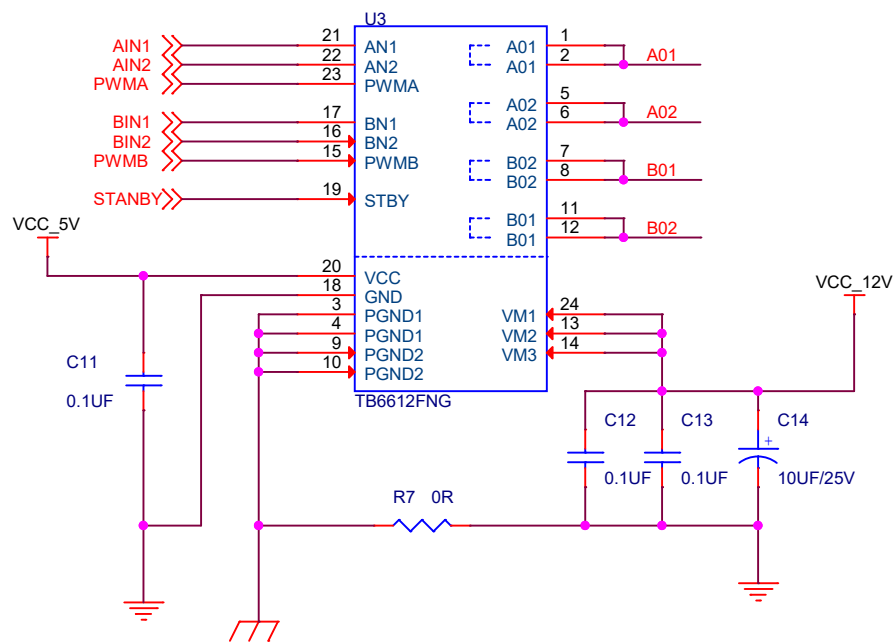 U3
AIN1 21 AN1
AIN2 22 AN2
PWMA 23 PWMA
BIN1 17 BN1
BIN2 16 BN2
PWMB 15 PWMB
STANBY 19 STBY
A01 1
A01 2 A01
A02 5
A02 6 A02
B02 7
B02 8 B01
B01 11
B01 12 B02
VCC_5V
20 VCC
18 GND
3 PGND1
4 PGND1
9 PGND2
10 PGND2
VM1 24
VM2 13
VM3 14
VCC_12V
TB6612FNG
C11
0.1UF
C12
0.1UF
C13
0.1UF
C14
+
10UF/25V
R7 0R